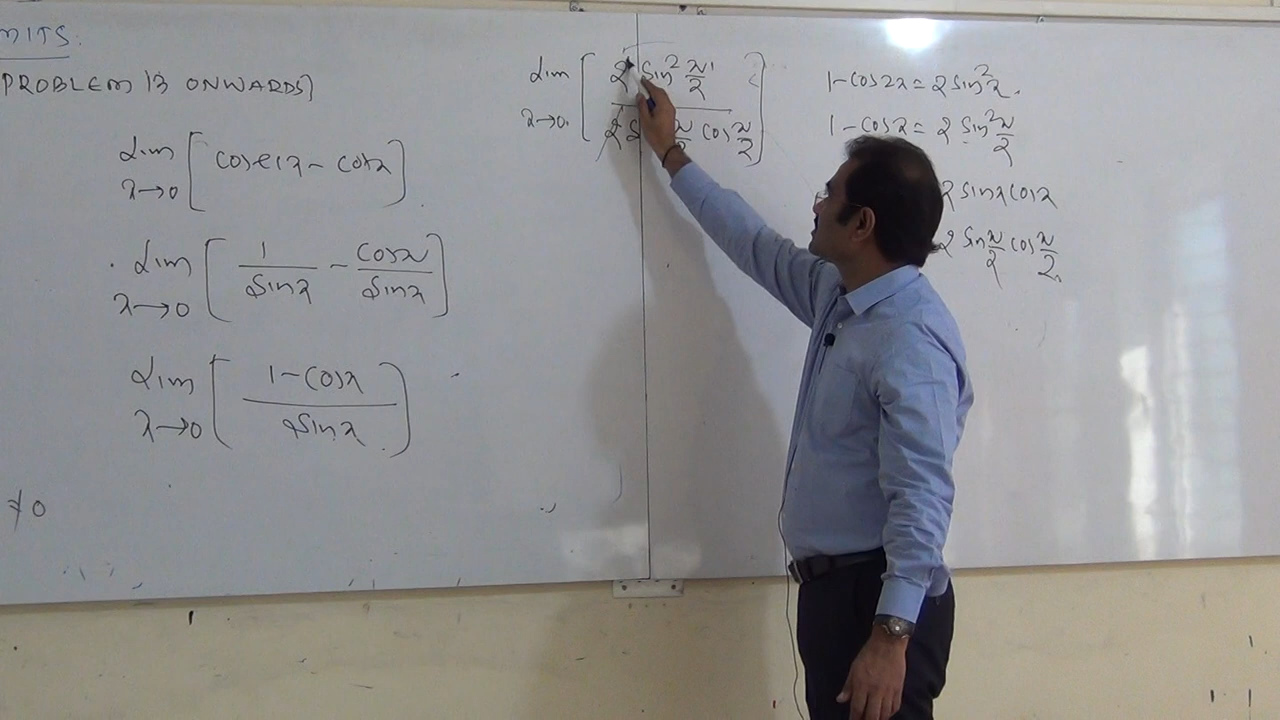 MITS.
PROBLEM 13 ONWARDS)
lim x→0 [ cosecx - cotx ]
lim x→0 [ 1/sinx - cosx/sinx ]
lim x→0 [ 1-cosx / sinx ]
≠0
lim x→0 [ 2 sin² x/2 / 2 x/2 cos x/2 ]
1-cos2x = 2 sin²x.
1-cosx = 2 sin² x/2
2 sinx cosx
2 sin x/2 cos x/2.